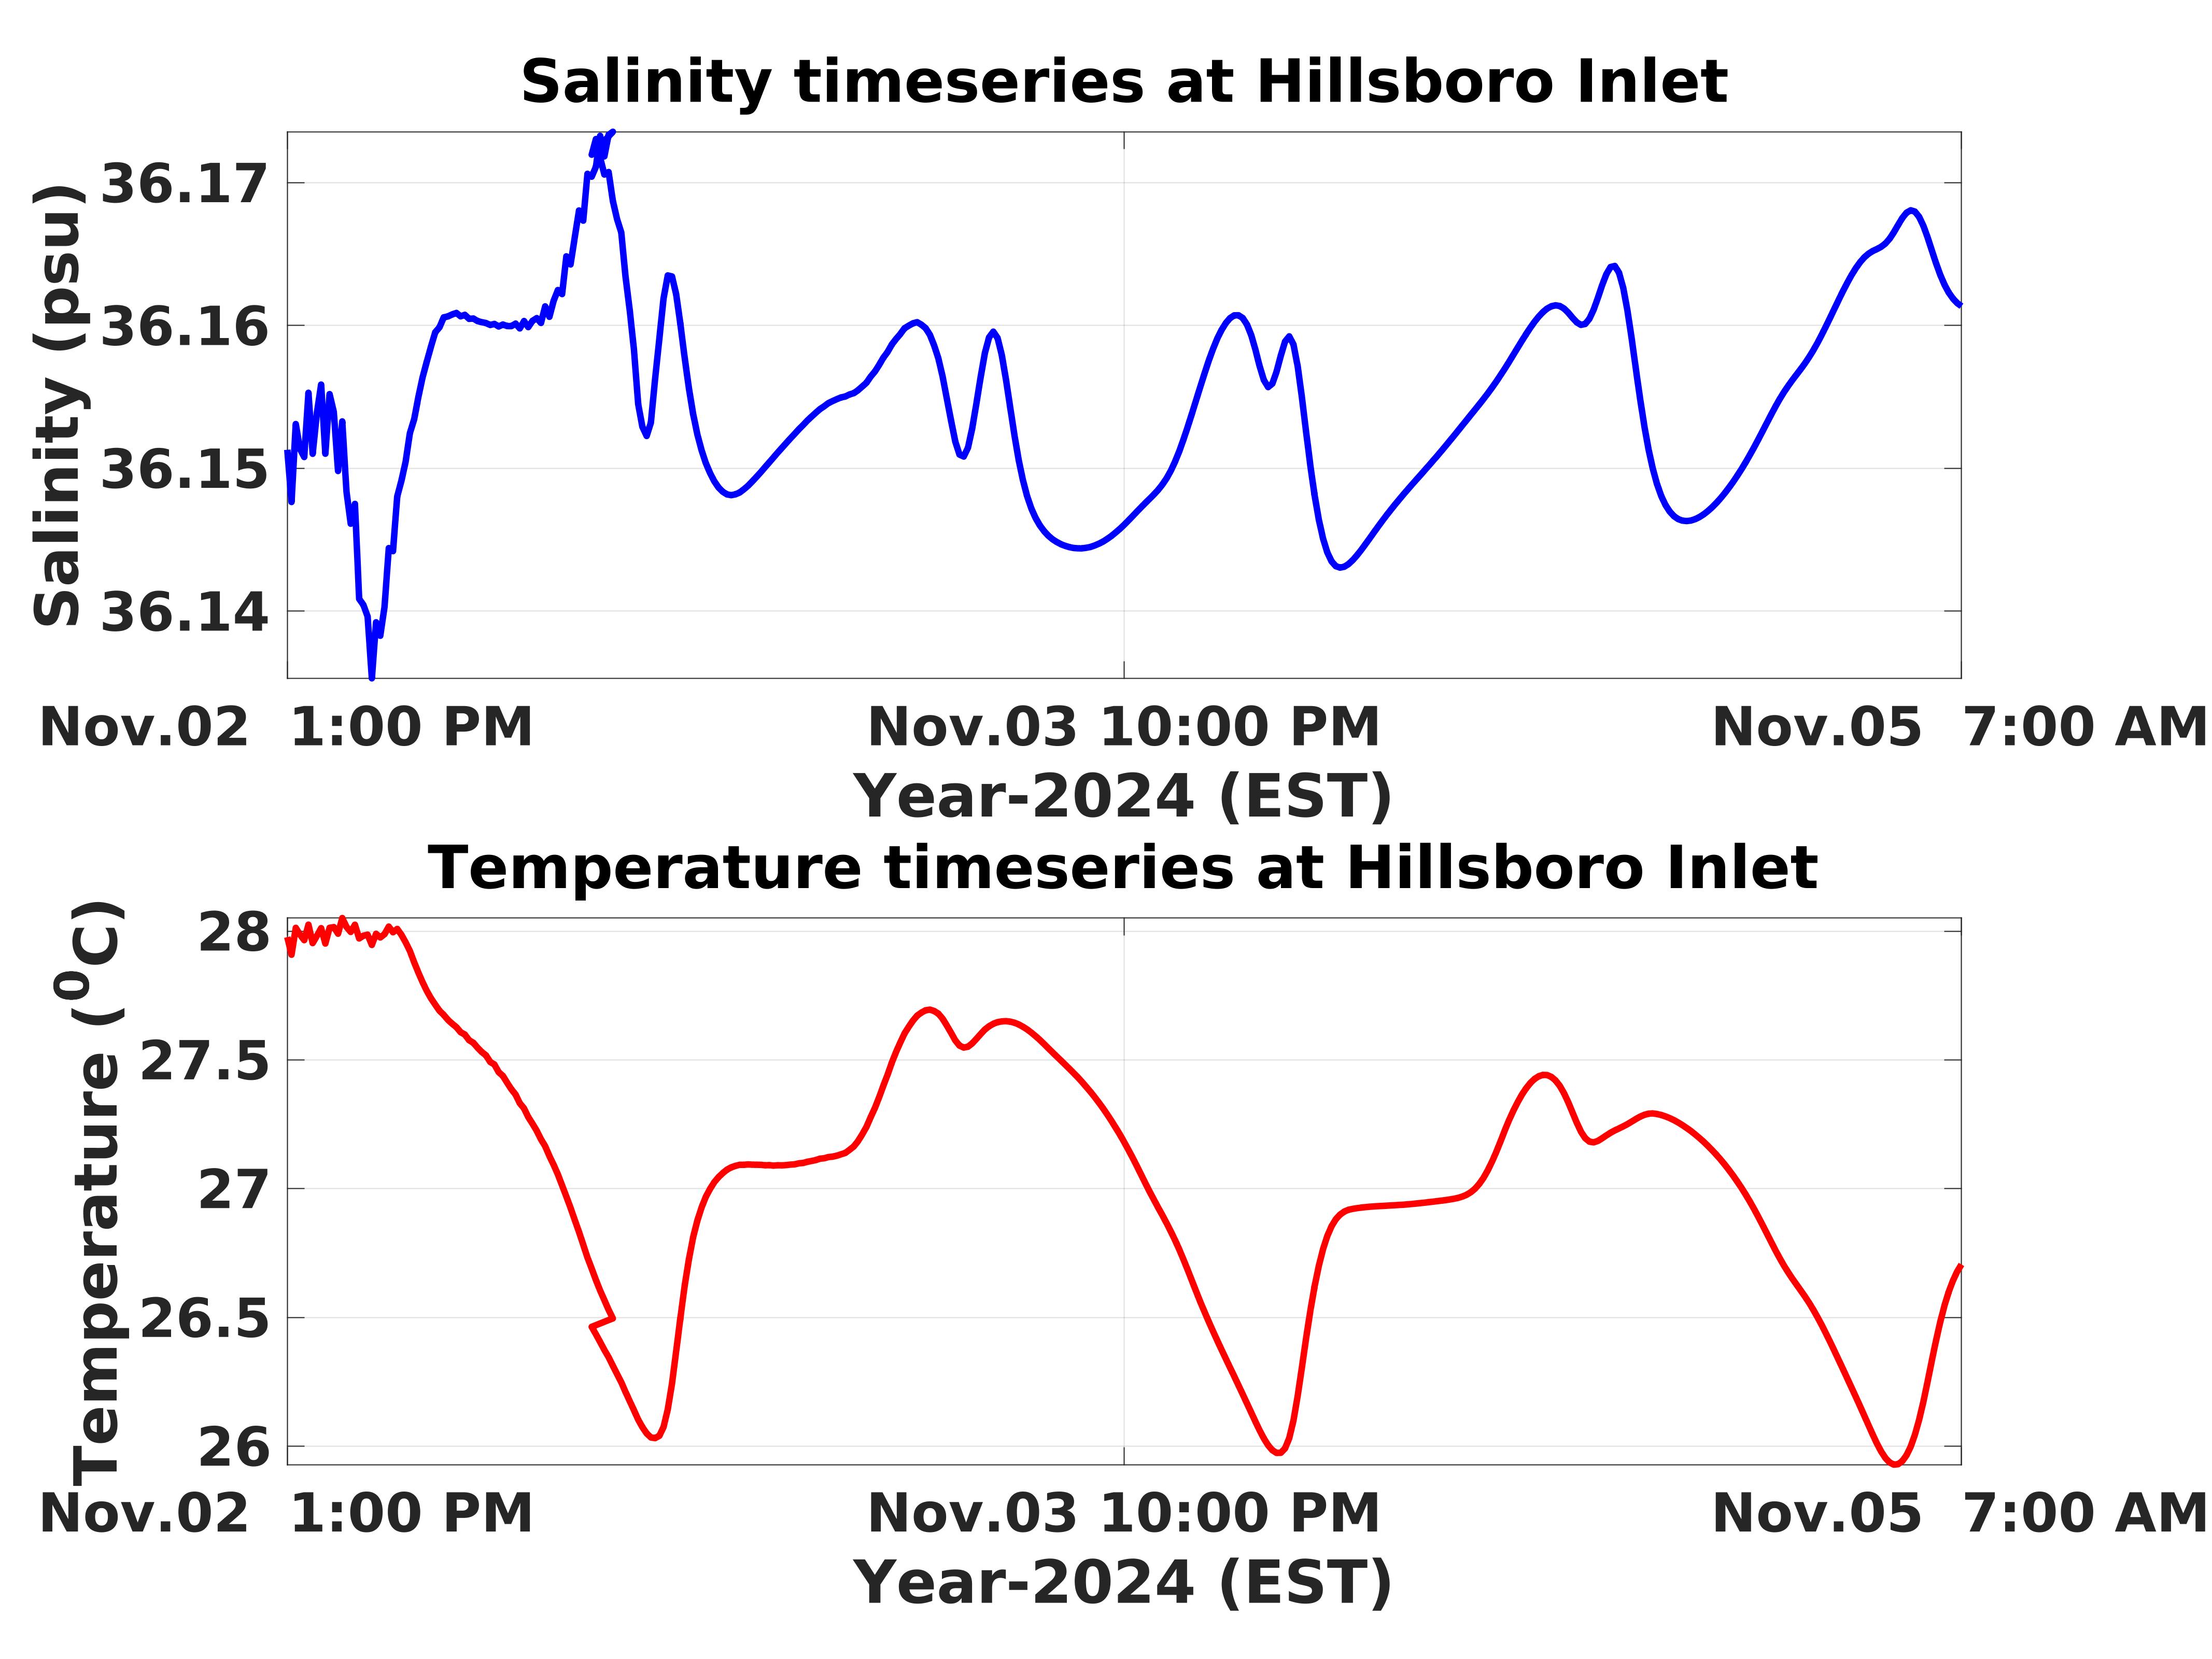 Salinity timeseries at Hillsboro Inlet
Salinity (psu)
36.17
36.16
36.15
36.14
Nov.02  1:00 PM
Nov.03 10:00 PM
Nov.05  7:00 AM
Year-2024 (EST)
Temperature timeseries at Hillsboro Inlet
Temperature (⁰C)
28
27.5
27
26.5
26
Nov.02  1:00 PM
Nov.03 10:00 PM
Nov.05  7:00 AM
Year-2024 (EST)